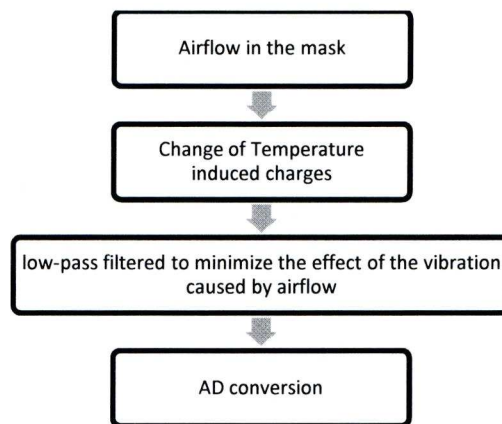 Airflow in the mask
Change of Temperature
induced charges
low-pass filtered to minimize the effect of the vibration
caused by airflow
AD conversion